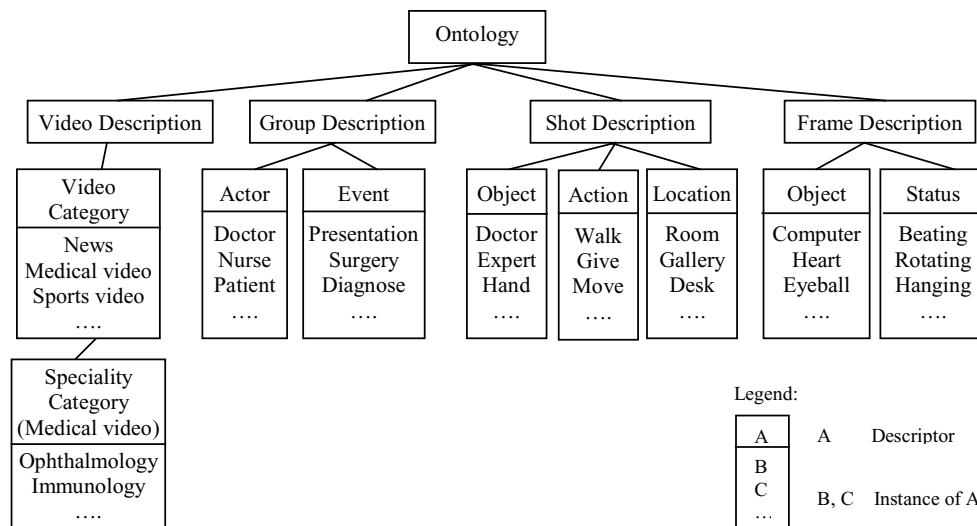 Ontology
Video Description
Group Description
Shot Description
Frame Description
Video
Category
News
Medical video
Sports video
....
Speciality
Category
(Medical video)
Ophthalmology
Immunology
....
Actor
Doctor
Nurse
Patient
....
Event
Presentation
Surgery
Diagnose
....
Object
Doctor
Expert
Hand
....
Action
Walk
Give
Move
....
Location
Room
Gallery
Desk
....
Object
Computer
Heart
Eyeball
....
Status
Beating
Rotating
Hanging
....
Legend:
A
B
C
...
A Descriptor
B, C Instance of A